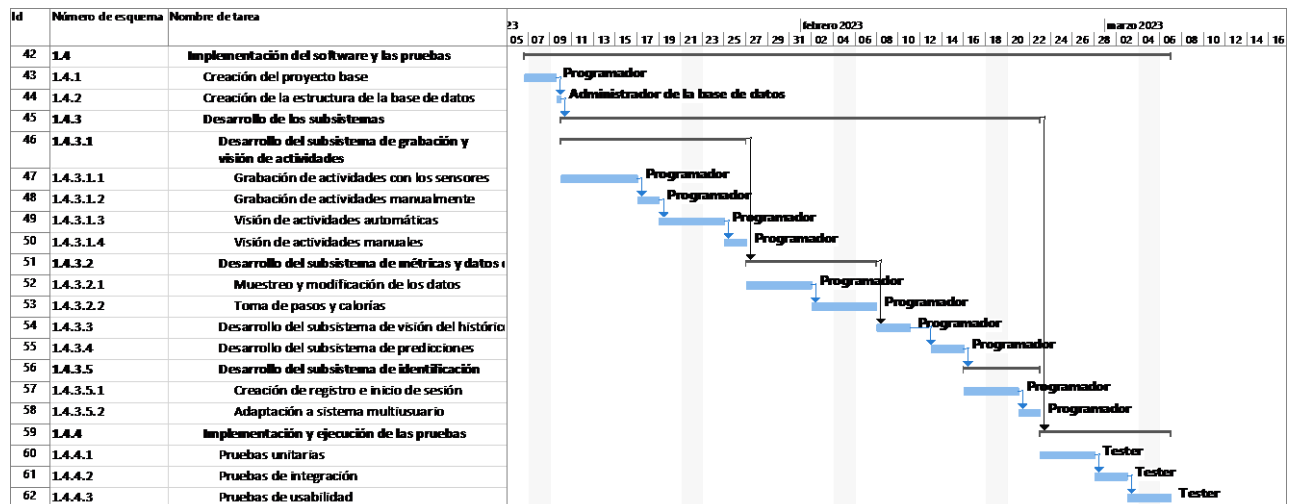 Id Número de esquema Nombre de tarea
23 febrero 2023 marzo 2023
05 07 09 11 13 15 17 19 21 23 25 27 29 31 02 04 06 08 10 12 14 16 18 20 22 24 26 28 02 04 06 08 10 12 14 16
42 1.4 Implementación del software y las pruebas
43 1.4.1 Creación del proyecto base Programador
44 1.4.2 Creación de la estructura de la base de datos Administrador de la base de datos
45 1.4.3 Desarrollo de los subsistemas
46 1.4.3.1 Desarrollo del subsistema de grabación y
visión de actividades
47 1.4.3.1.1 Grabación de actividades con los sensores Programador
48 1.4.3.1.2 Grabación de actividades manualmente Programador
49 1.4.3.1.3 Visión de actividades automáticas Programador
50 1.4.3.1.4 Visión de actividades manuales Programador
51 1.4.3.2 Desarrollo del subsistema de métricas y datos
52 1.4.3.2.1 Muestreo y modificación de los datos Programador
53 1.4.3.2.2 Toma de pasos y calorías Programador
54 1.4.3.3 Desarrollo del subsistema de visión del históric Programador
55 1.4.3.4 Desarrollo del subsistema de predicciones Programador
56 1.4.3.5 Desarrollo del subsistema de identificación
57 1.4.3.5.1 Creación de registro e inicio de sesión Programador
58 1.4.3.5.2 Adaptación a sistema multiusuario Programador
59 1.4.4 Implementación y ejecución de las pruebas
60 1.4.4.1 Pruebas unitarias Tester
61 1.4.4.2 Pruebas de integración Tester
62 1.4.4.3 Pruebas de usabilidad Tester